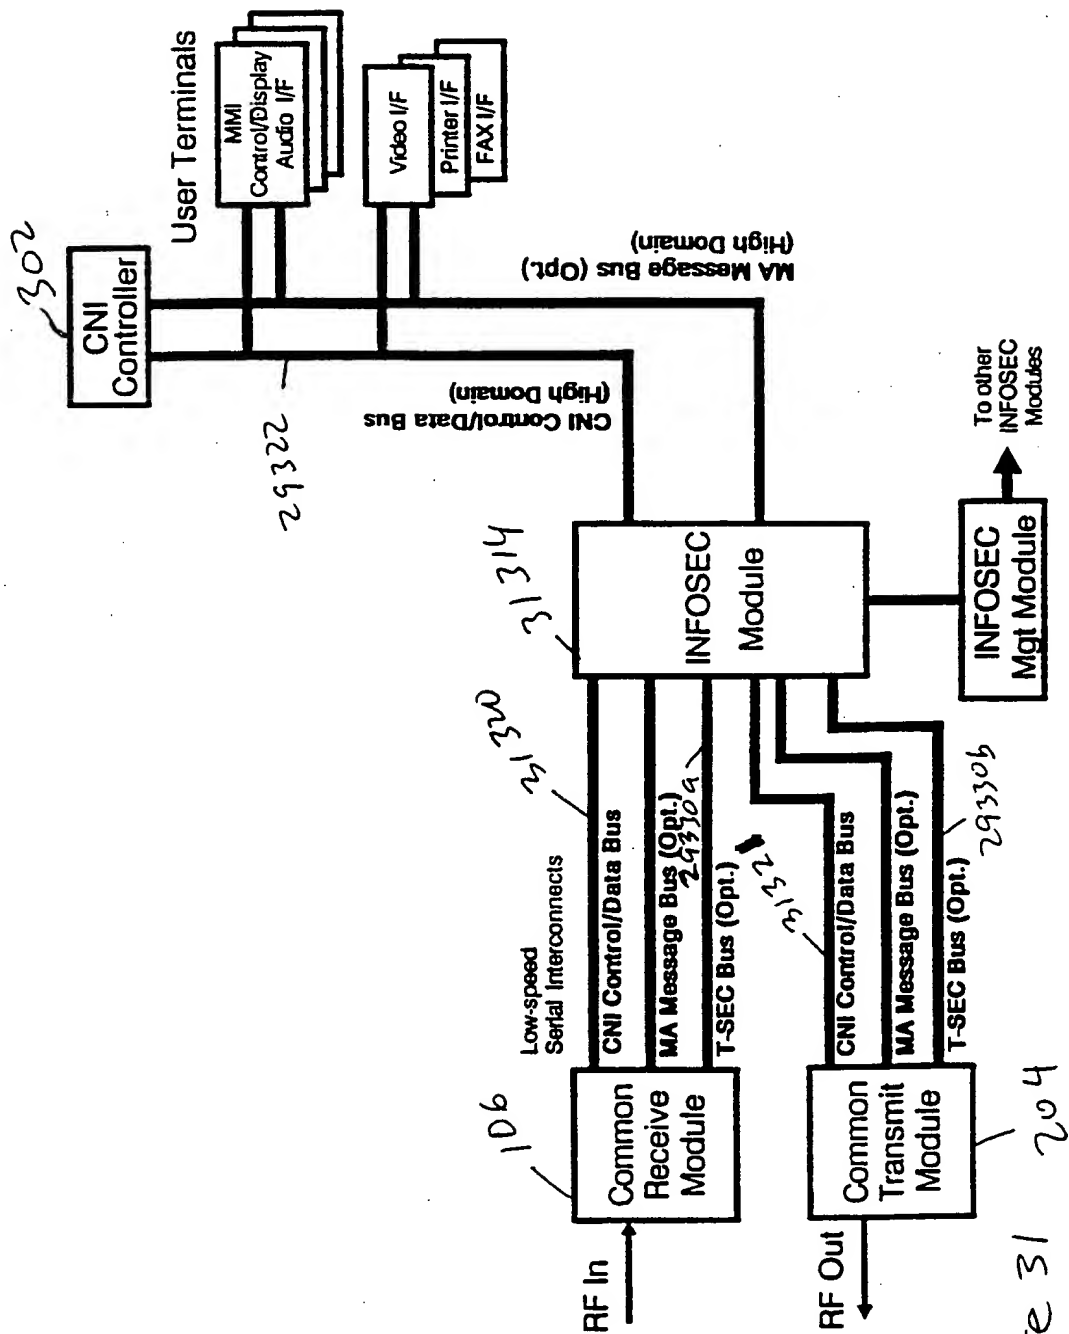 302
CNI
Controller
User Terminals
MMI
Control/Display
Audio I/F
Video I/F
Printer I/F
FAX I/F
29322
CNI Control/Data Bus
(High Domain)
MA Message Bus (Opt.)
(High Domain)
31314
INFOSEC
Module
INFOSEC
Mgt Module
To other
INFOSEC
Modules
Low-speed
Serial Interconnects
31320
CNI Control/Data Bus
MA Message Bus (Opt.)
29330a
T-SEC Bus (Opt.)
3132
CNI Control/Data Bus
MA Message Bus (Opt.)
T-SEC Bus (Opt.)
29330b
106
Common
Receive
Module
RF In
Common
Transmit
Module
204
RF Out
31